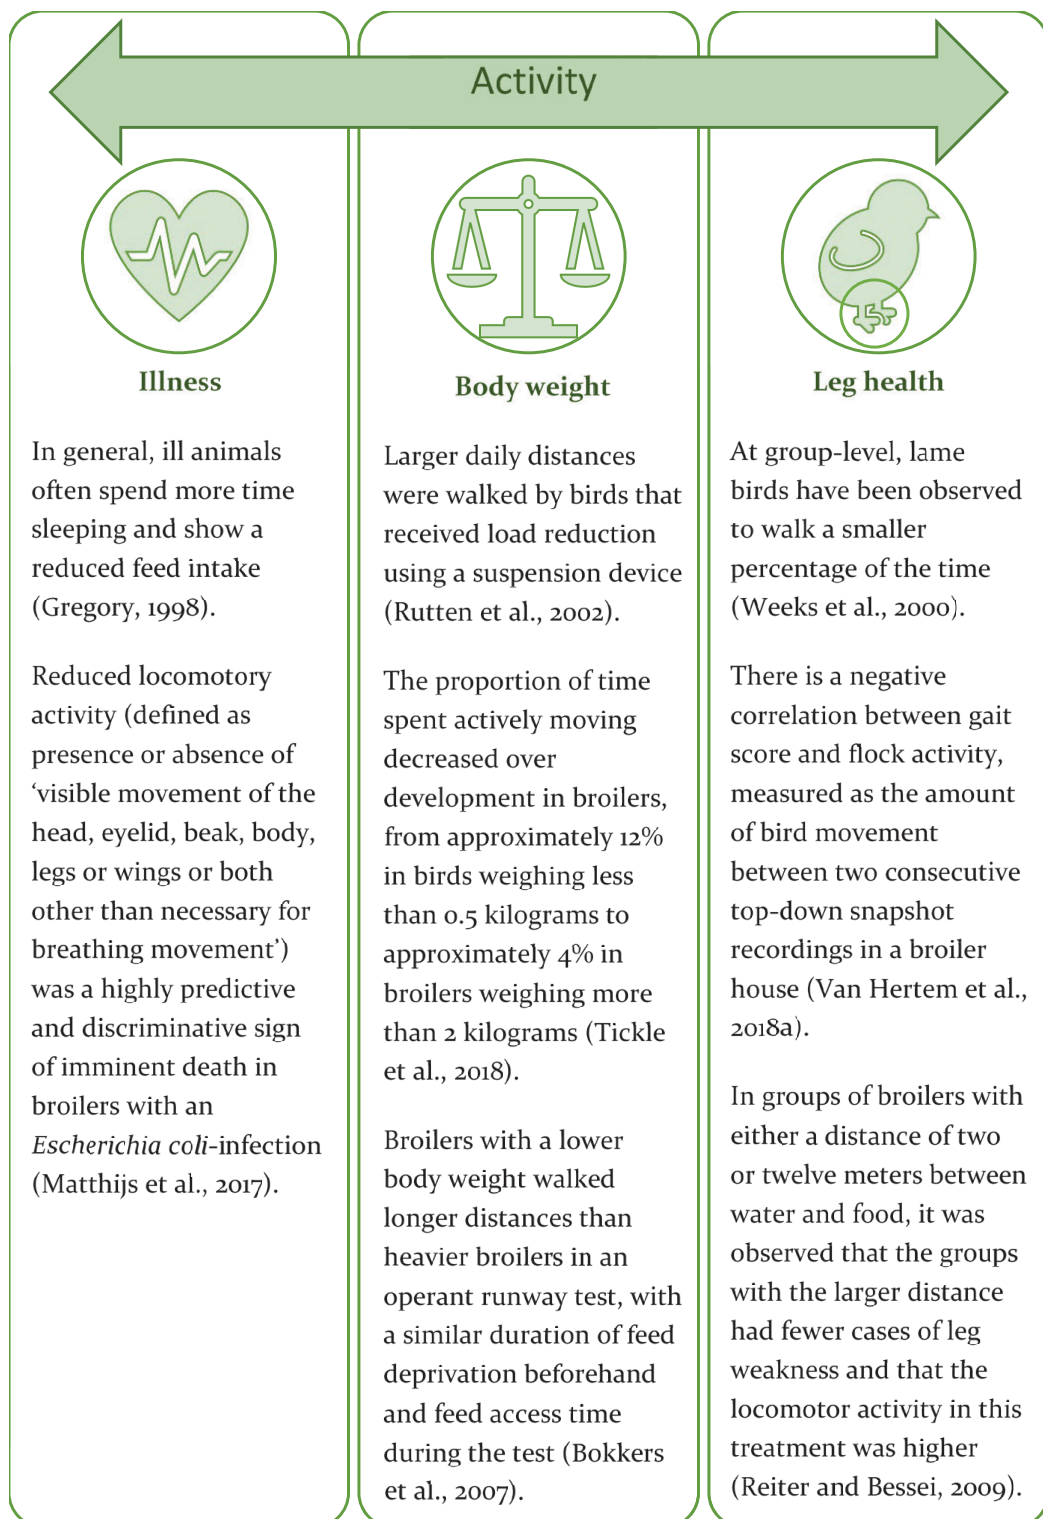 Activity
Illness
In general, ill animals
often spend more time
sleeping and show a
reduced feed intake
(Gregory, 1998).
Reduced locomotory
activity (defined as
presence or absence of
‘visible movement of the
head, eyelid, beak, body,
legs or wings or both
other than necessary for
breathing movement’)
was a highly predictive
and discriminative sign
of imminent death in
broilers with an
Escherichia coli-infection
(Matthijs et al., 2017).
Body weight
Larger daily distances
were walked by birds that
received load reduction
using a suspension device
(Rutten et al., 2002).
The proportion of time
spent actively moving
decreased over
development in broilers,
from approximately 12%
in birds weighing less
than 0.5 kilograms to
approximately 4% in
broilers weighing more
than 2 kilograms (Tickle
et al., 2018).
Broilers with a lower
body weight walked
longer distances than
heavier broilers in an
operant runway test, with
a similar duration of feed
deprivation beforehand
and feed access time
during the test (Bokkers
et al., 2007).
Leg health
At group-level, lame
birds have been observed
to walk a smaller
percentage of the time
(Weeks et al., 2000).
There is a negative
correlation between gait
score and flock activity,
measured as the amount
of bird movement
between two consecutive
top-down snapshot
recordings in a broiler
house (Van Hertem et al.,
2018a).
In groups of broilers with
either a distance of two
or twelve meters between
water and food, it was
observed that the groups
with the larger distance
had fewer cases of leg
weakness and that the
locomotor activity in this
treatment was higher
(Reiter and Bessei, 2009).